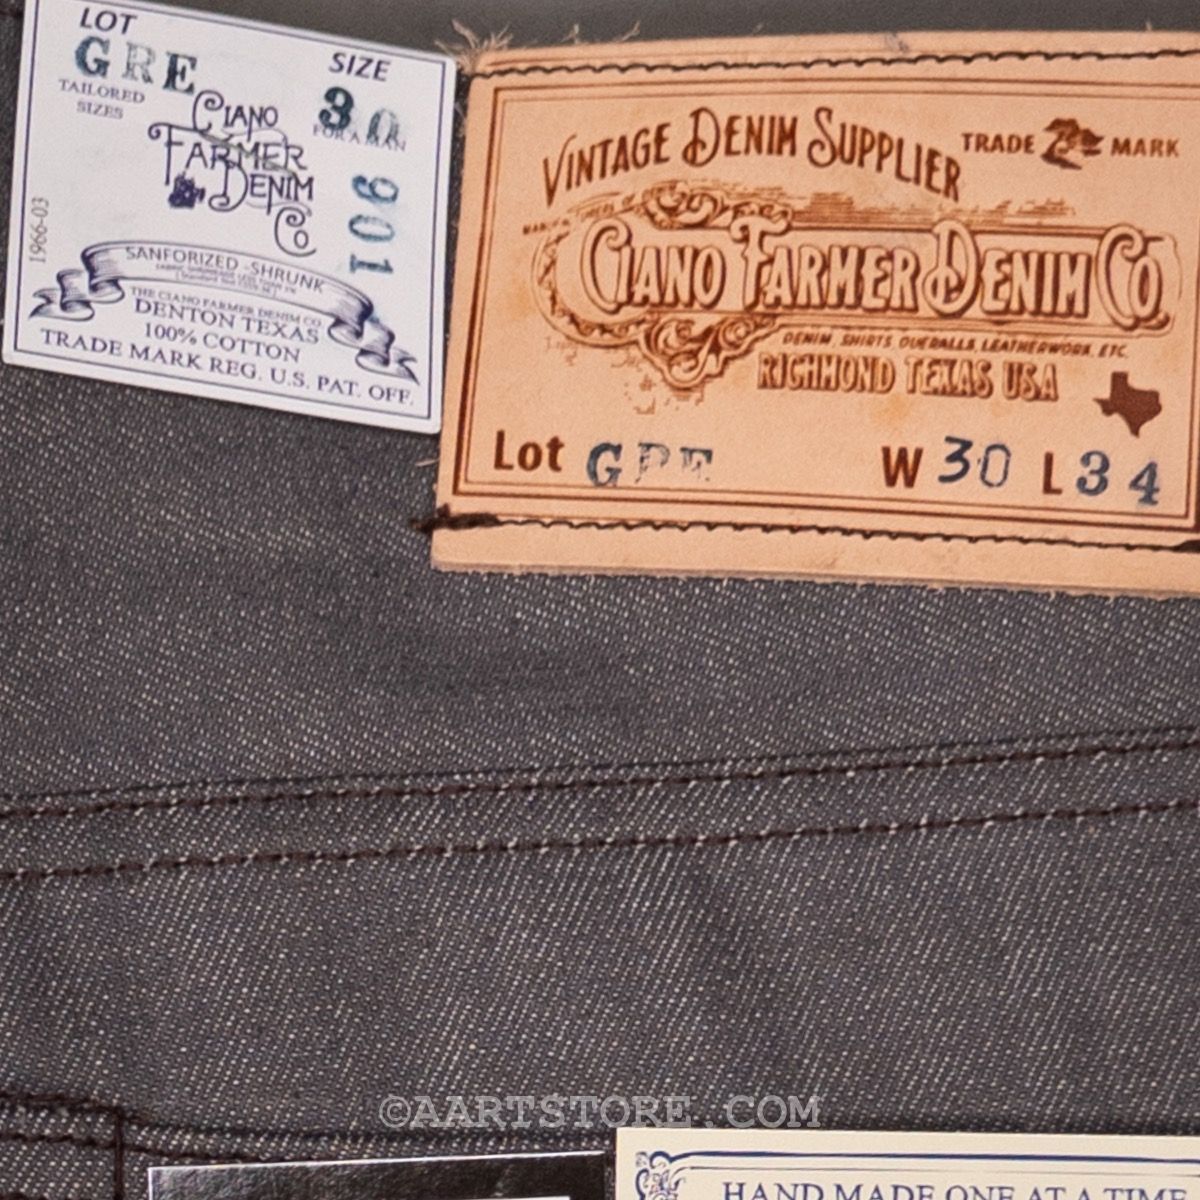 LOT
GRE
TAILORED
SIZES
SIZE
30
FOR A MAN
CIANO
FARMER
DENIM
CO
901
1966-03
SANFORIZED - SHRUNK
THE CIANO FARMER DENIM CO.
DENTON TEXAS
100% COTTON
TRADE MARK REG. U.S. PAT. OFF.
VINTAGE DENIM SUPPLIER
TRADE MARK
CIANO FARMER DENIM CO.
DENIM, SHIRTS, OVERALLS, LEATHERWORK, ETC.
RICHMOND TEXAS USA
Lot GRE W 30 L 34
©AARTSTORE.COM
HAND MADE ONE AT A TIME